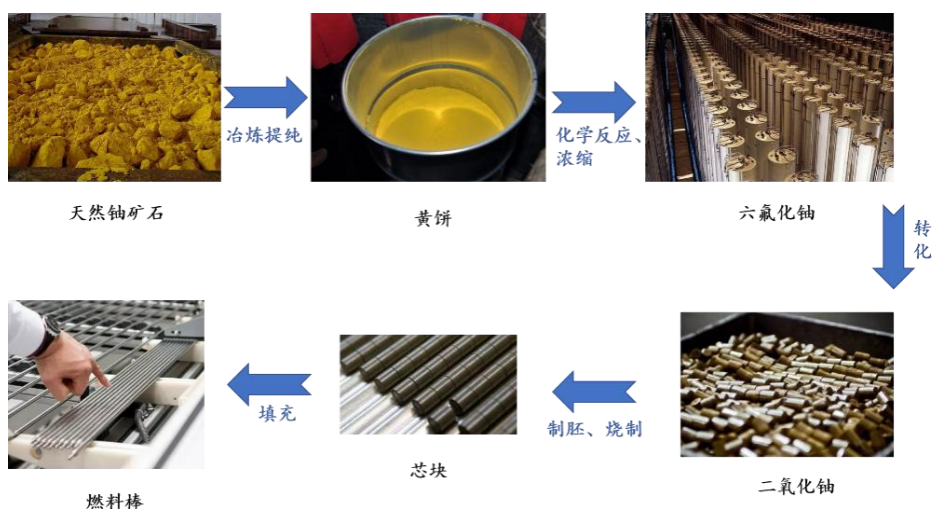 冶炼提纯
化学反应、
浓缩
天然铀矿石
黄饼
六氟化铀
转
化
填充
制胚、烧制
燃料棒
芯块
二氧化铀